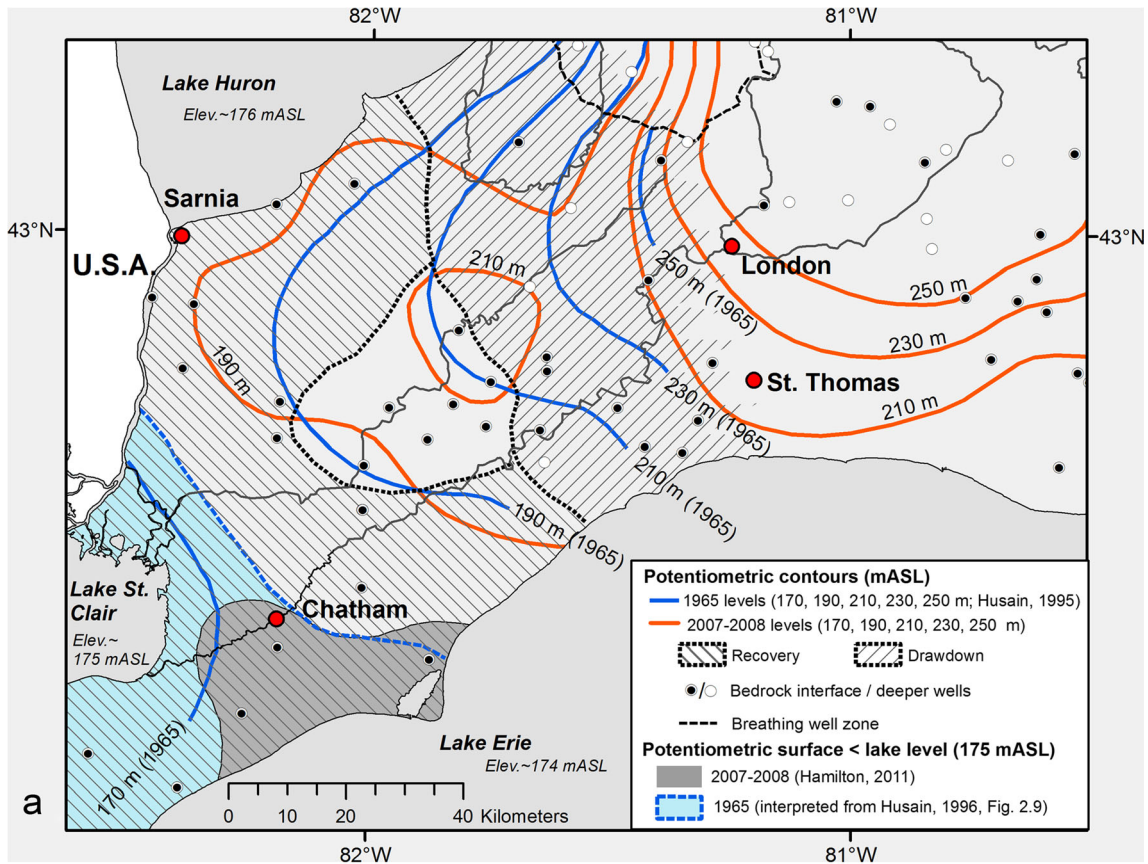 82°W
81°W
Lake Huron
Elev.~176 mASL
Sarnia
43°N
43°N
U.S.A.
London
210 m
250 m (1965)
250 m
230 m
190 m
St. Thomas
230 m (1965)
210 m
210 m (1965)
190 m (1965)
Lake St.
Clair
Elev.~
175 mASL
Chatham
170 m (1965)
Lake Erie
Elev.~174 mASL
a
0 10 20 40 Kilometers
Potentiometric contours (mASL)
1965 levels (170, 190, 210, 230, 250 m; Husain, 1995)
2007-2008 levels (170, 190, 210, 230, 250 m)
Recovery
Drawdown
Bedrock interface / deeper wells
Breathing well zone
Potentiometric surface < lake level (175 mASL)
2007-2008 (Hamilton, 2011)
1965 (interpreted from Husain, 1996, Fig. 2.9)
82°W
81°W